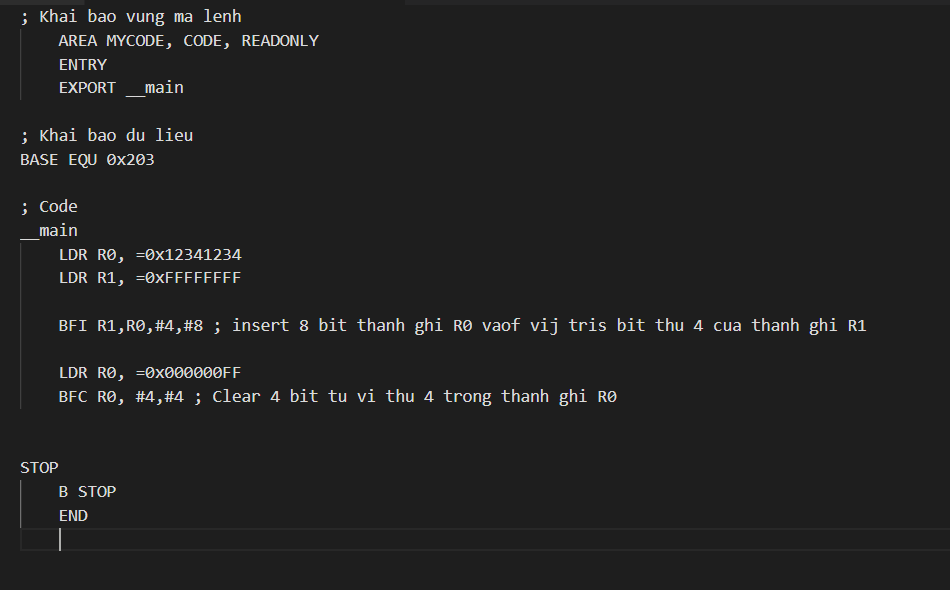 ; Khai bao vung ma lenh
AREA MYCODE, CODE, READONLY
ENTRY
EXPORT __main
; Khai bao du lieu
BASE EQU 0x203
; Code
__main
LDR R0, =0x12341234
LDR R1, =0xFFFFFFFF
BFI R1,R0,#4,#8 ; insert 8 bit thanh ghi R0 vaof vij tris bit thu 4 cua thanh ghi R1
LDR R0, =0x000000FF
BFC R0, #4,#4 ; Clear 4 bit tu vi thu 4 trong thanh ghi R0
STOP
B STOP
END